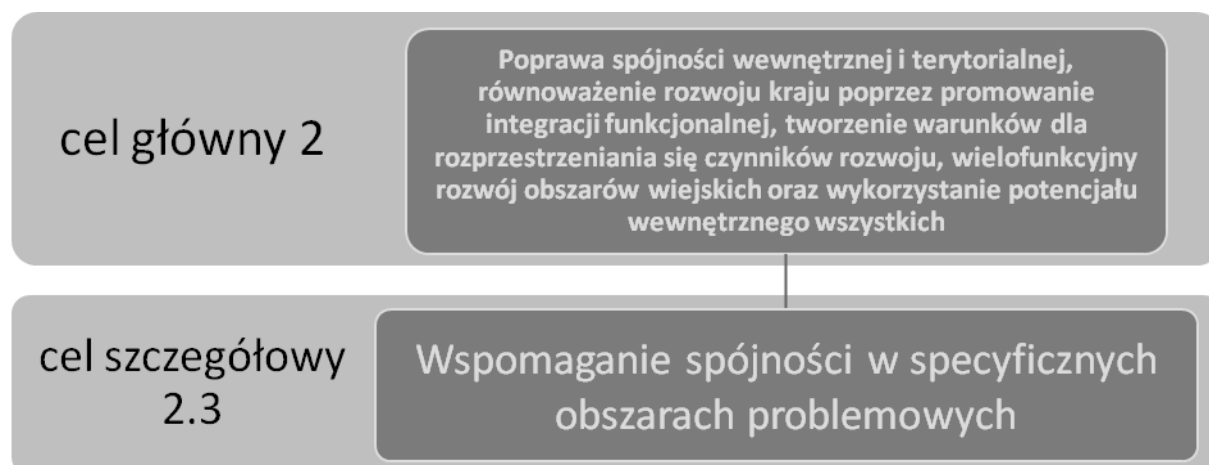 cel główny 2
Poprawa spójności wewnętrznej i terytorialnej,
równoważenie rozwoju kraju poprzez promowanie
integracji funkcjonalnej, tworzenie warunków dla
rozprzestrzeniania się czynników rozwoju, wielofunkcyjny
rozwój obszarów wiejskich oraz wykorzystanie potencjału
wewnętrznego wszystkich
cel szczegółowy
2.3
Wspomaganie spójności w specyficznych
obszarach problemowych